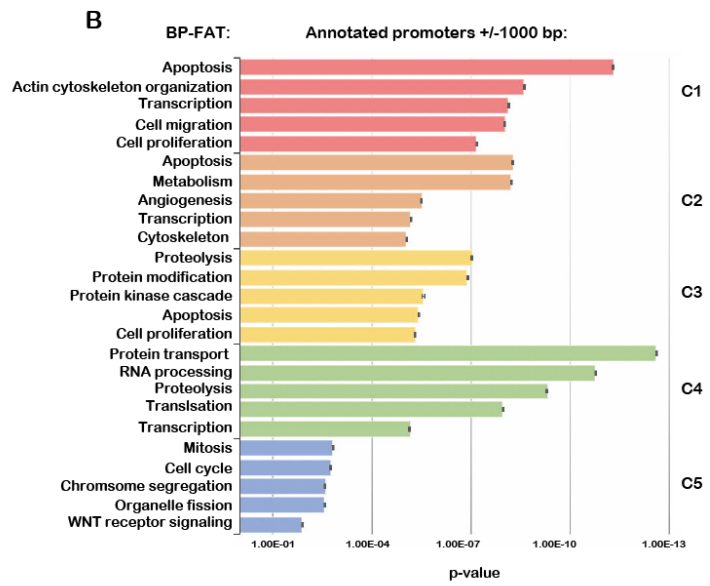 B
BP-FAT: Annotated promoters +/-1000 bp:
Apoptosis
Actin cytoskeleton organization
Transcription
Cell migration
Cell proliferation
C1
Apoptosis
Metabolism
Angiogenesis
Transcription
Cytoskeleton
C2
Proteolysis
Protein modification
Protein kinase cascade
Apoptosis
Cell proliferation
C3
Protein transport
RNA processing
Proteolysis
Translsation
Transcription
C4
Mitosis
Cell cycle
Chromsome segregation
Organelle fission
WNT receptor signaling
C5
1.00E-01 1.00E-04 1.00E-07 1.00E-10 1.00E-13
p-value